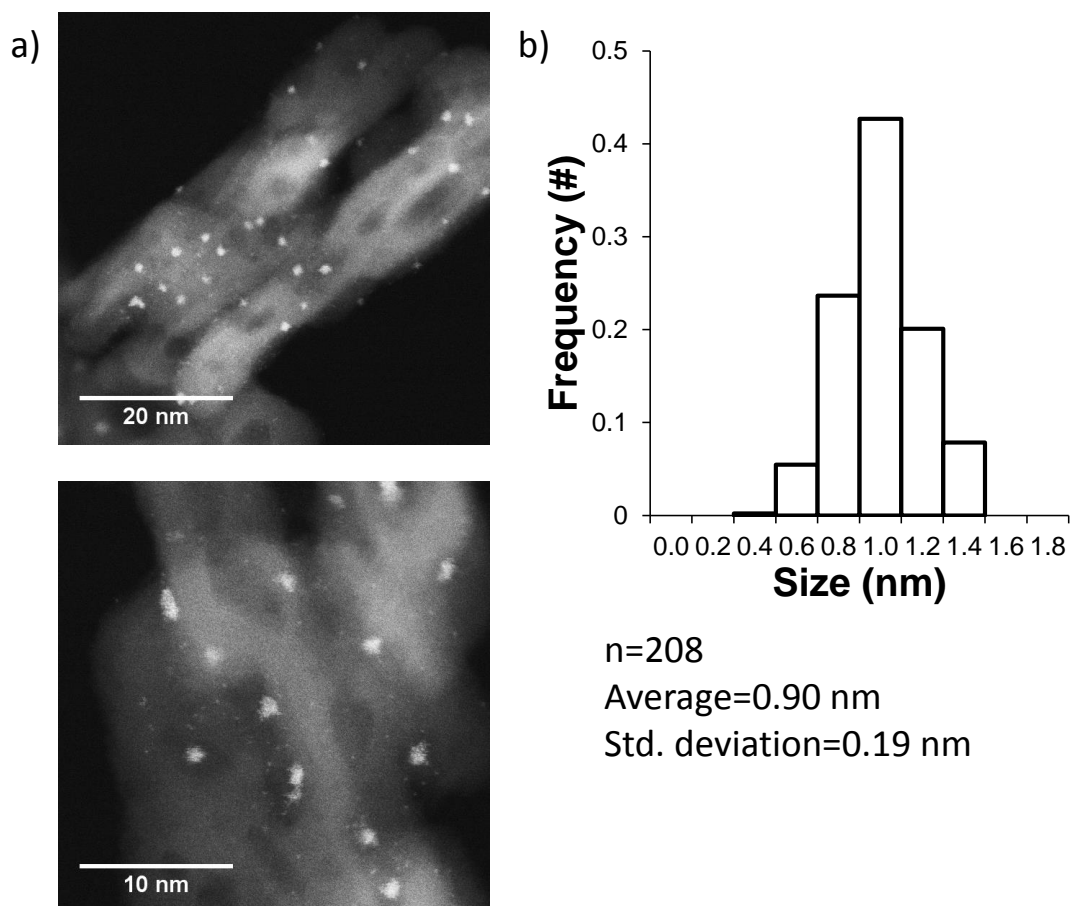 a)
20 nm
10 nm
b)
Frequency (#)
0.5
0.4
0.3
0.2
0.1
0
0.0 0.2 0.4 0.6 0.8 1.0 1.2 1.4 1.6 1.8
Size (nm)
n=208
Average=0.90 nm
Std. deviation=0.19 nm